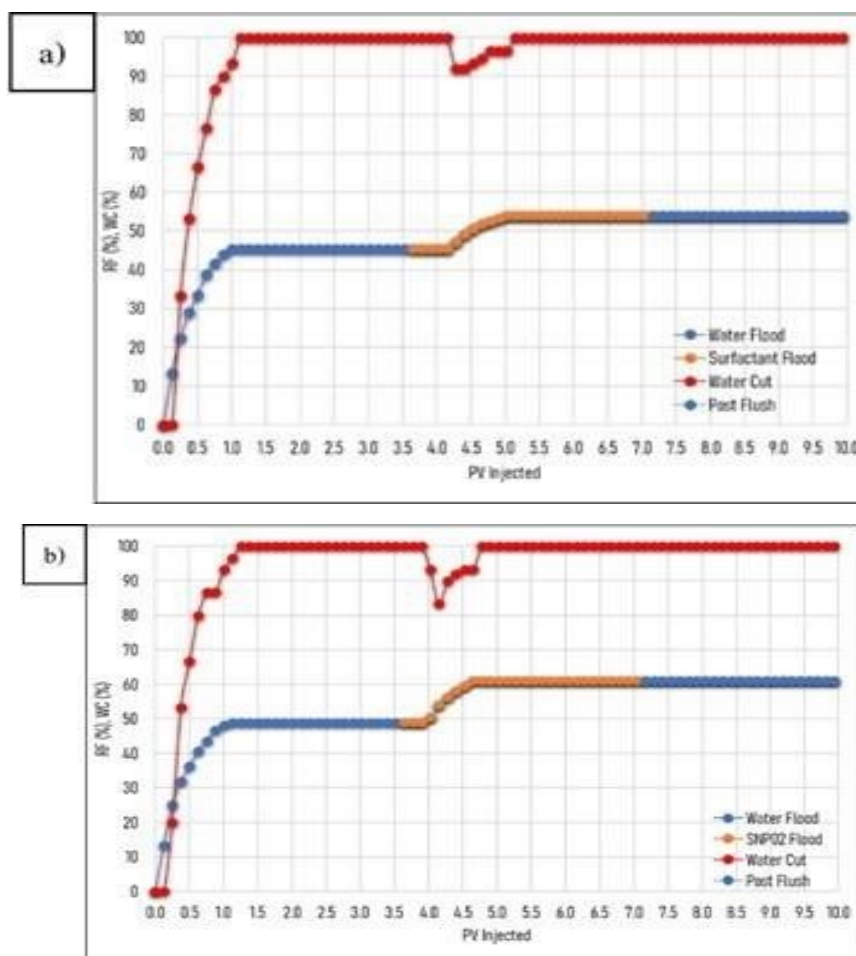 a)
100
90
80
70
60
50
40
30
20
10
0
RF (%), WC (%)
Water Flood
Surfactant Flood
Water Cut
Post Flush
0.0 0.5 1.0 1.5 2.0 2.5 3.0 3.5 4.0 4.5 5.0 5.5 6.0 6.5 7.0 7.5 8.0 8.5 9.0 9.5 10.0
PV Injected
b)
100
90
80
70
60
50
40
30
20
10
0
RF (%), WC (%)
Water Flood
SNP02 Flood
Water Cut
Post Flush
0.0 0.5 1.0 1.5 2.0 2.5 3.0 3.5 4.0 4.5 5.0 5.5 6.0 6.5 7.0 7.5 8.0 8.5 9.0 9.5 10.0
PV Injected